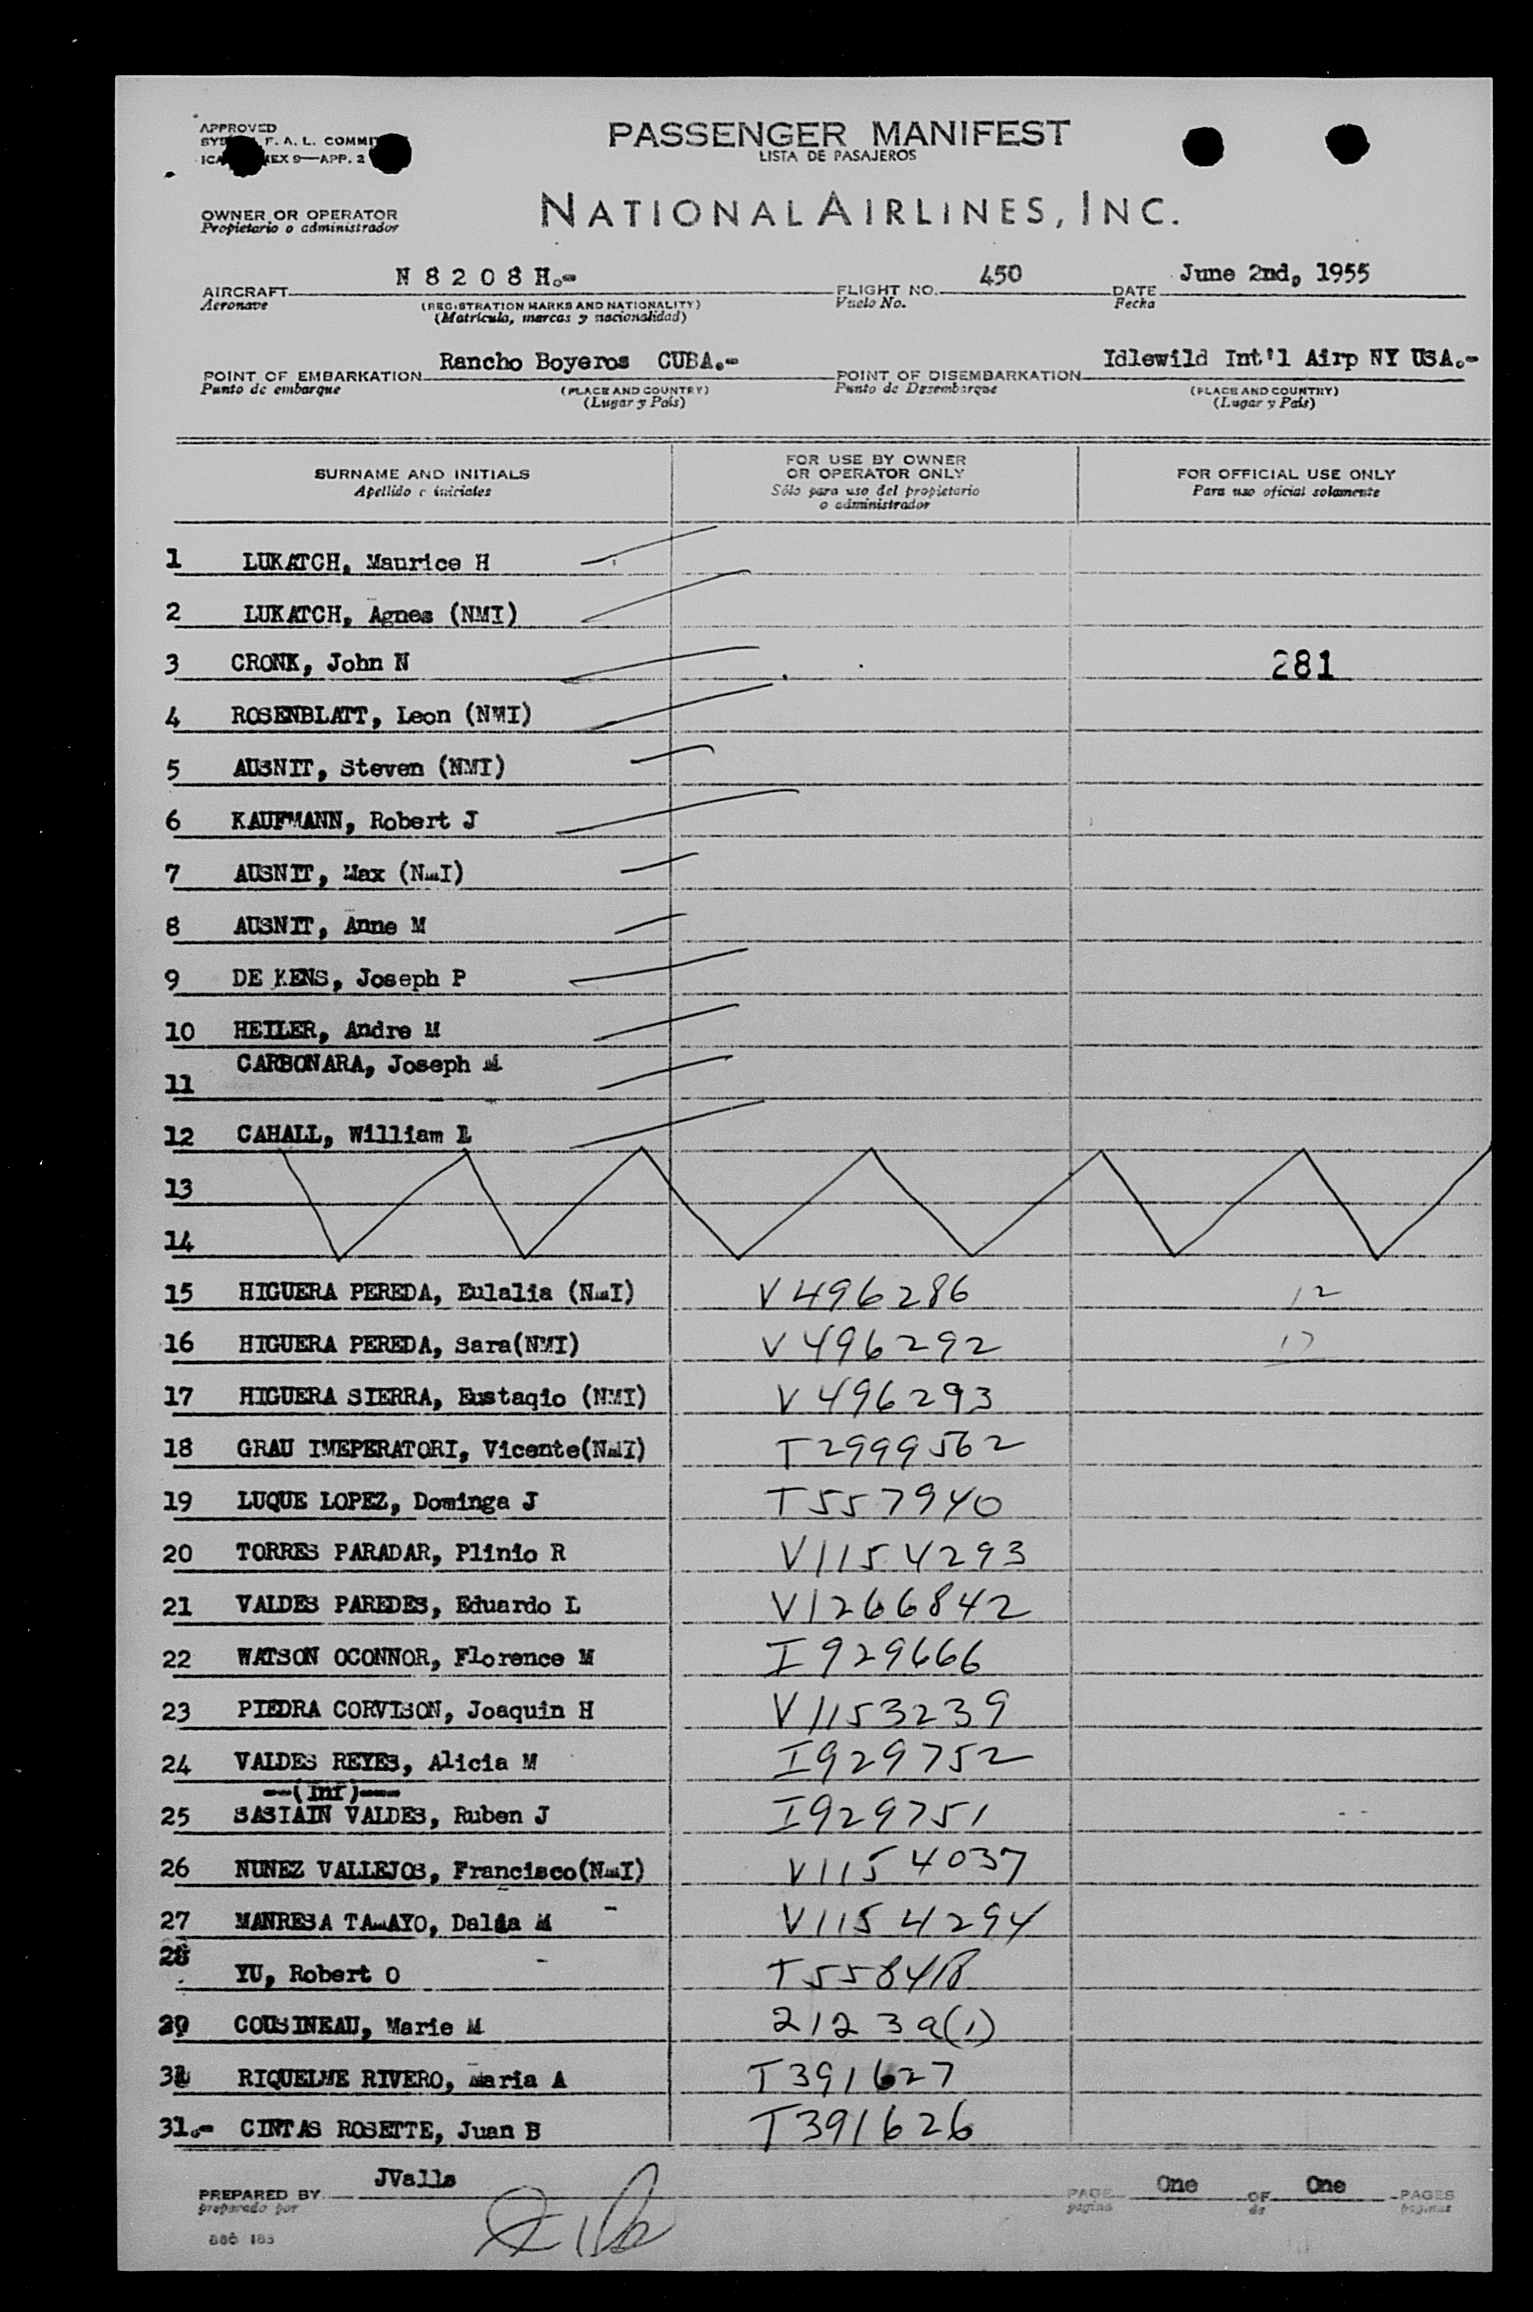 APPROVED
F. A. L. COMMIT
9—APP. 2
PASSENGER MANIFEST
LISTA DE PASAJEROS
OWNER OR OPERATOR
Propietario o administrador
NATIONAL AIRLINES, INC.
AIRCRAFT N 8 2 0 8 H.- FLIGHT NO. 450 DATE June 2nd, 1955
Aeronave (REGISTRATION MARKS AND NATIONALITY) Vuelo No. Fecha
(Matrícula, marcas y nacionalidad)
POINT OF EMBARKATION Rancho Boyeros CUBA.- POINT OF DISEMBARKATION Idlewild Int'l Airp NY USA.-
Punto de embarque (PLACE AND COUNTRY) Punto de Desembarque (PLACE AND COUNTRY)
(Lugar y País) (Lugar y País)
SURNAME AND INITIALS FOR USE BY OWNER OR OPERATOR ONLY FOR OFFICIAL USE ONLY
Apellido e iniciales Sólo para uso del propietario o administrador Para uso oficial solamente
1 LUKATCH, Maurice H
2 LUKATCH, Agnes (NMI)
3 CRONK, John N 281
4 ROSENBLATT, Leon (NMI)
5 AUSNIT, Steven (NMI)
6 KAUFMANN, Robert J
7 AUSNIT, Max (NMI)
8 AUSNIT, Anne M
9 DE KENS, Joseph P
10 HEILER, Andre M
11 CARBONARA, Joseph M
12 CAHALL, William L
13
14
15 HIGUERA PEREDA, Eulalia (NMI) V496286 12
16 HIGUERA PEREDA, Sara(NMI) V496292
17 HIGUERA SIERRA, Eustaqio (NMI) V496293
18 GRAU IMEPERATORI, Vicente(NMI) T2999562
19 LUQUE LOPEZ, Dominga J T557940
20 TORRES PARADAR, Plinio R V1154293
21 VALDES PAREDES, Eduardo L V1266842
22 WATSON OCONNOR, Florence M I929666
23 PIEDRA CORVISON, Joaquin H V1153239
24 VALDES REYES, Alicia M I929752
--(Inf)---
25 SASIAIN VALDES, Ruben J I929751
26 NUNEZ VALLEJOS, Francisco(NMI) V1154037
27 MANRESA TAMAYO, Dalia M V1154294
28 YU, Robert O T558418
29 COUSINEAU, Marie M 21239(1)
RIQUELME RIVERO, Maria A T391627
31.- CINTAS ROSETTE, Juan B T391626
PREPARED BY JValls PAGE One OF One PAGES
preparado por página de páginas